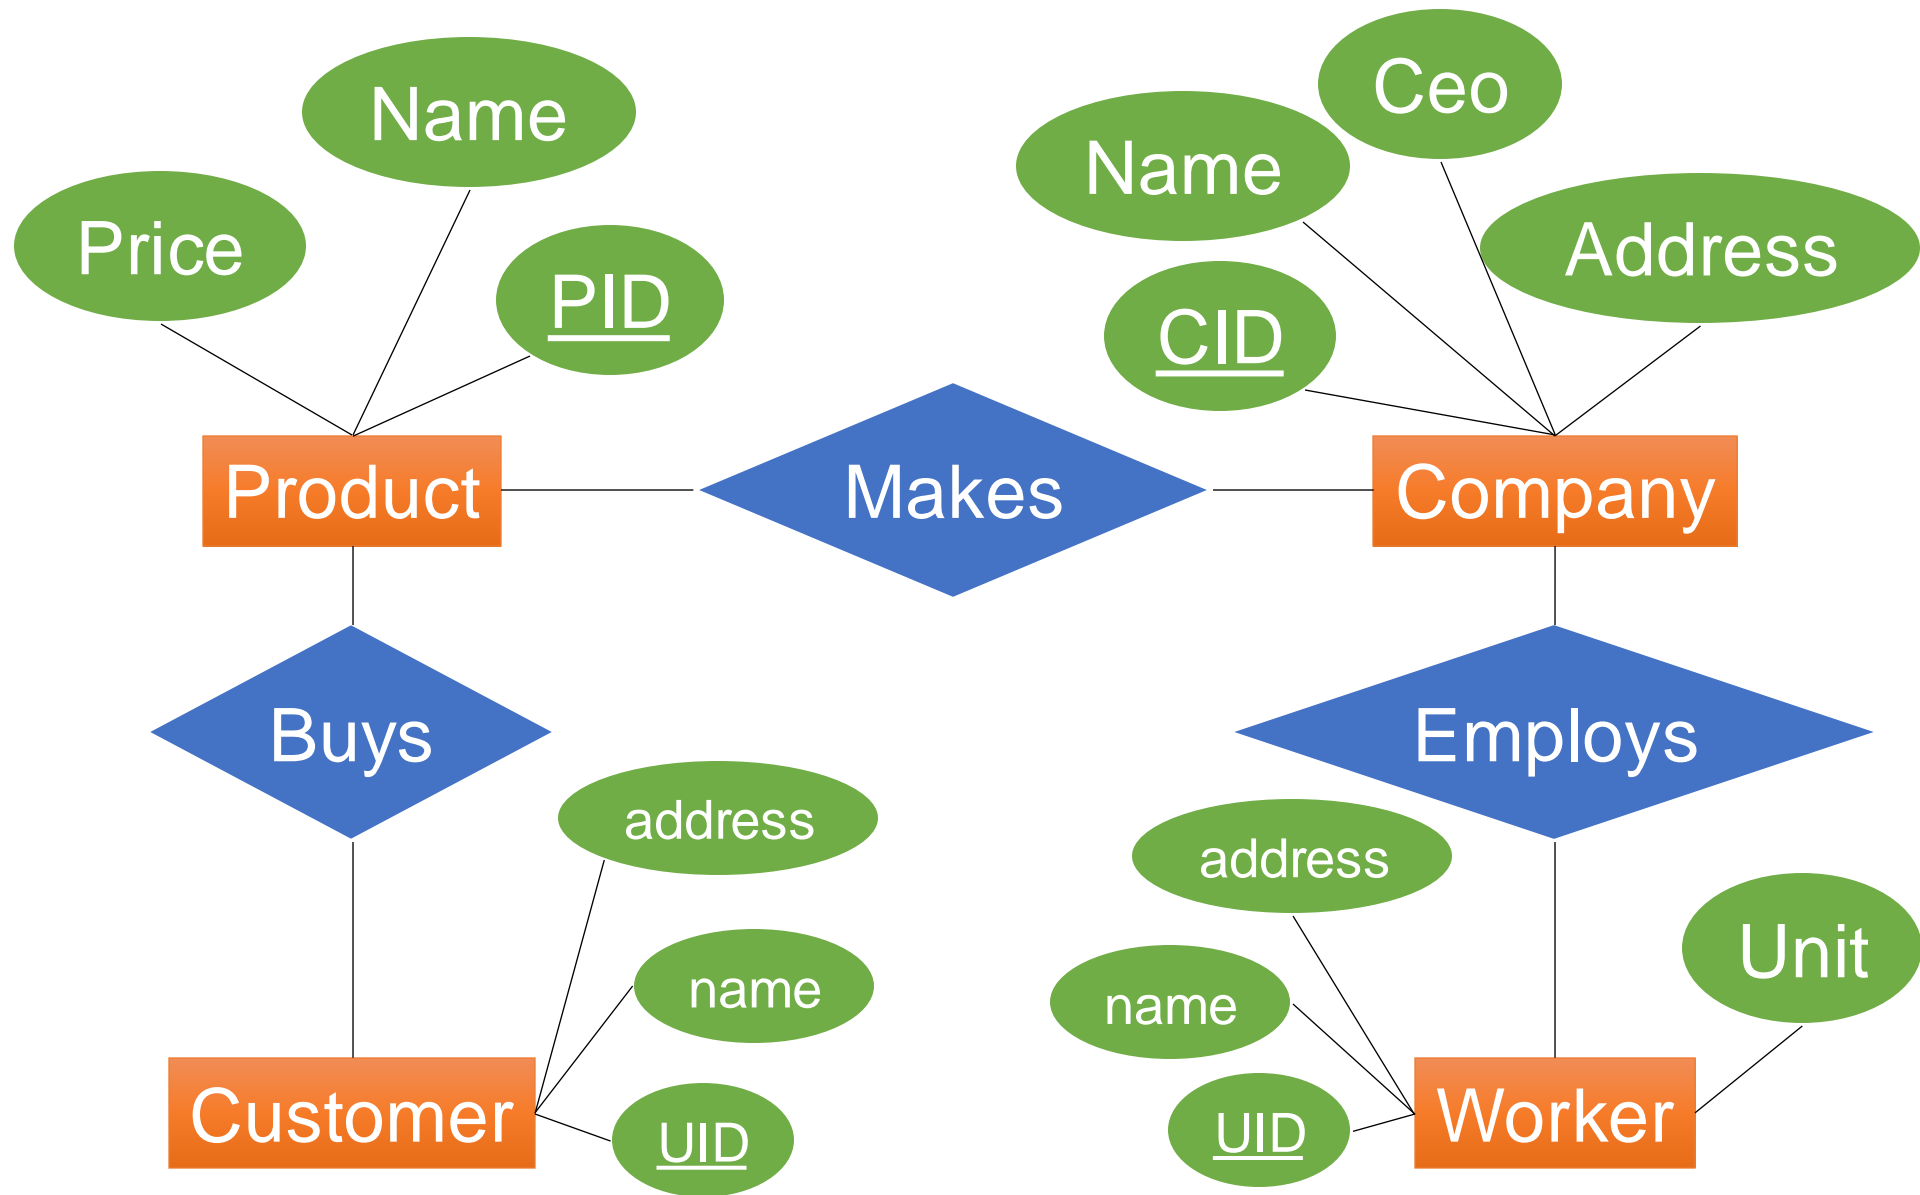 Ceo
Name
Name
Price
Address
PID
CID
Product
Makes
Company
Buys
Employs
address
address
Unit
name
name
Customer
UID
UID
Worker